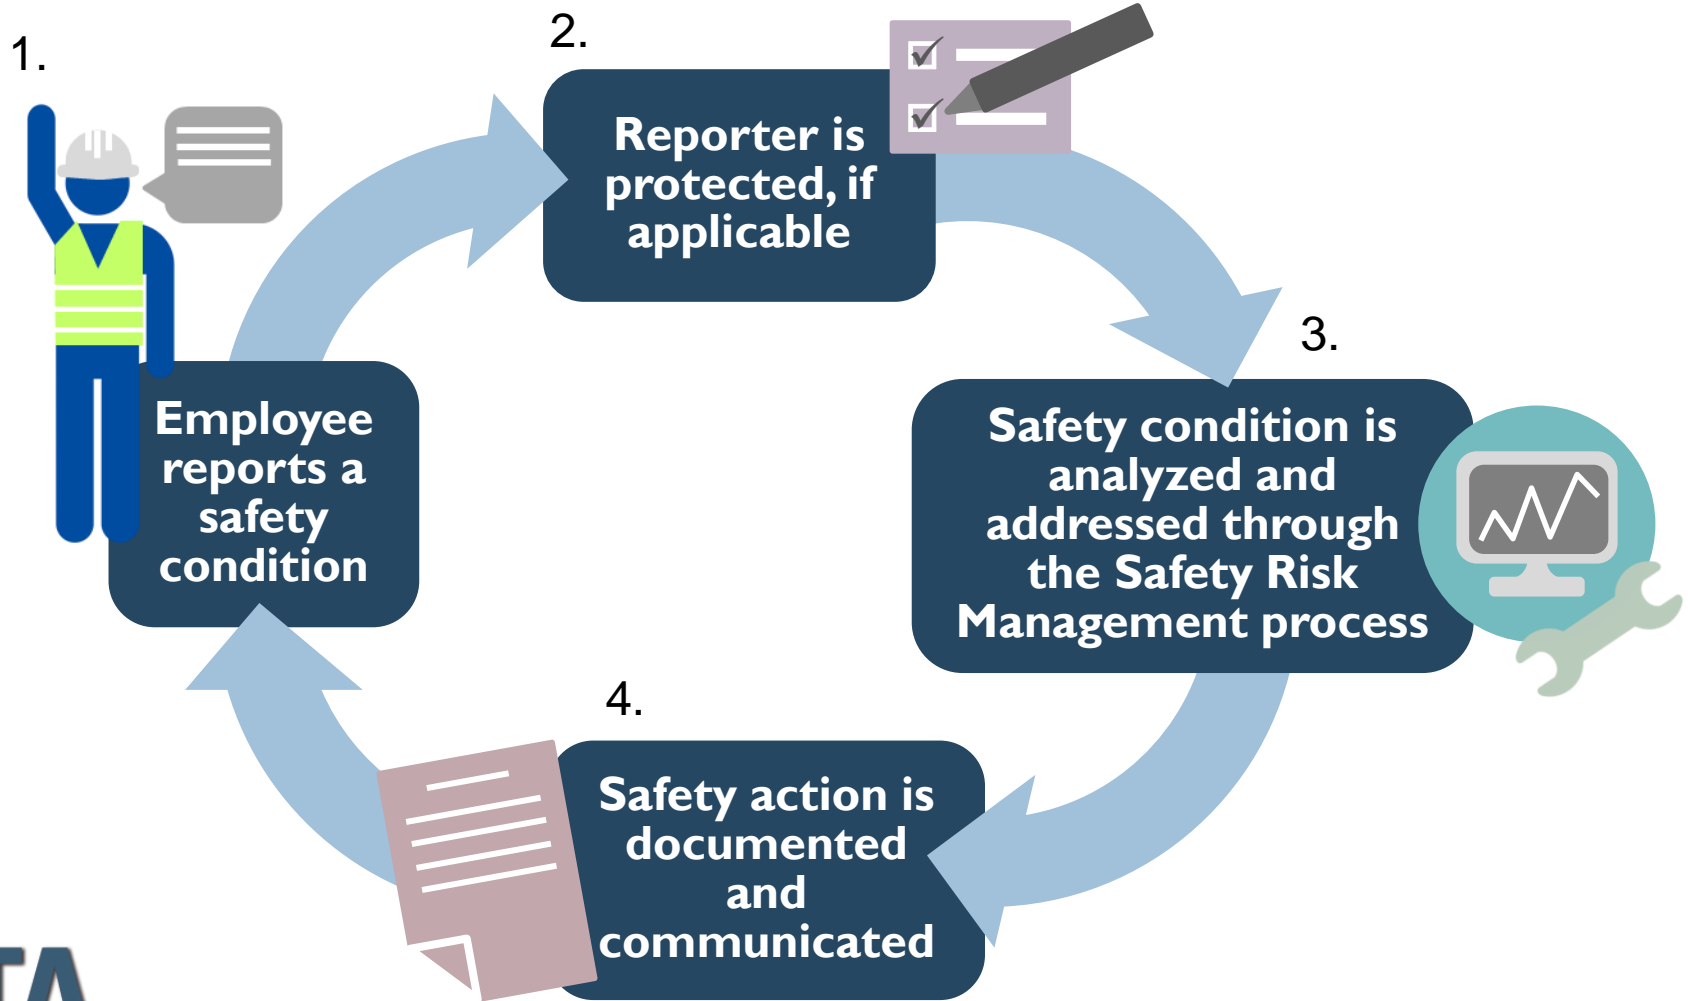 1.
Employee
reports a
safety
condition
2.
Reporter is
protected, if
applicable
3.
Safety condition is
analyzed and
addressed through
the Safety Risk
Management process
4.
Safety action is
documented
and
communicated
TA